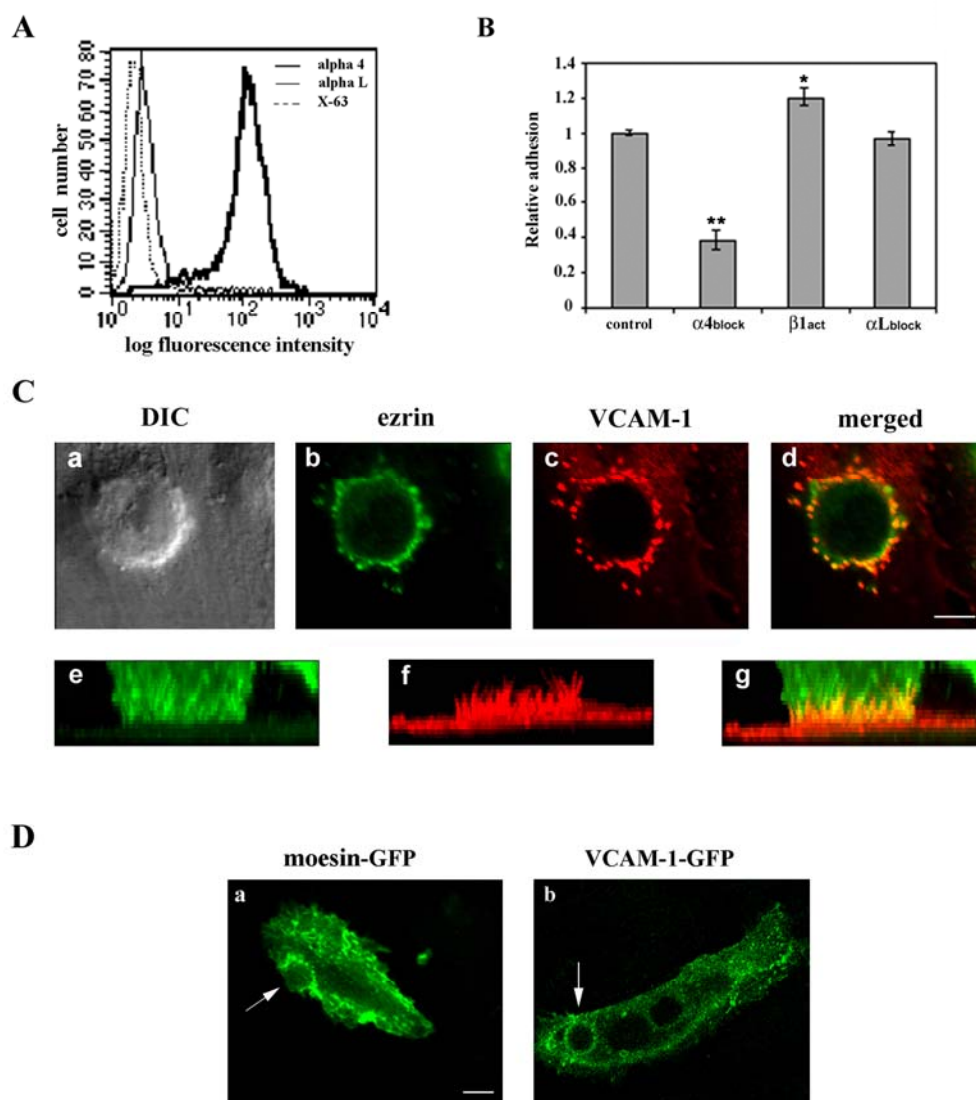 A
cell number
80
70
60
50
40
30
20
10
0
alpha 4
alpha L
X-63
10^0 10^1 10^2 10^3 10^4
log fluorescence intensity
B
Relative adhesion
1.4
1.2
1
0.8
0.6
0.4
0.2
0
**
*
control α4block β1act αLblock
C
DIC ezrin VCAM-1 merged
a b c d
e f g
D
moesin-GFP VCAM-1-GFP
a b